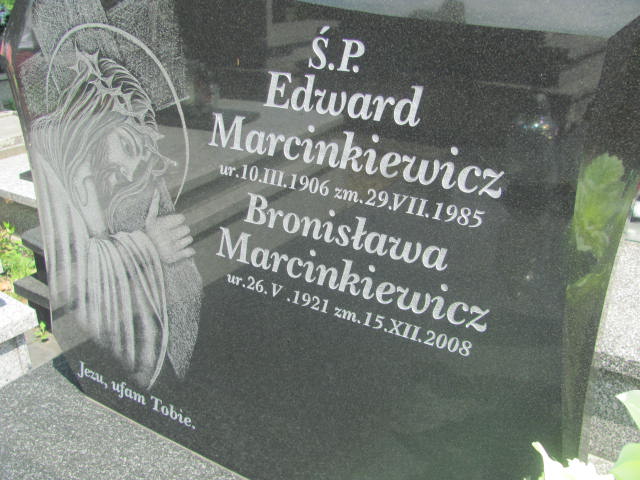 Ś.P.
Edward
Marcinkiewicz
ur.10.III.1906 zm.29.VII.1985
Bronisława
Marcinkiewicz
ur.26.V.1921 zm.15.XII.2008
Jezu, ufam Tobie.